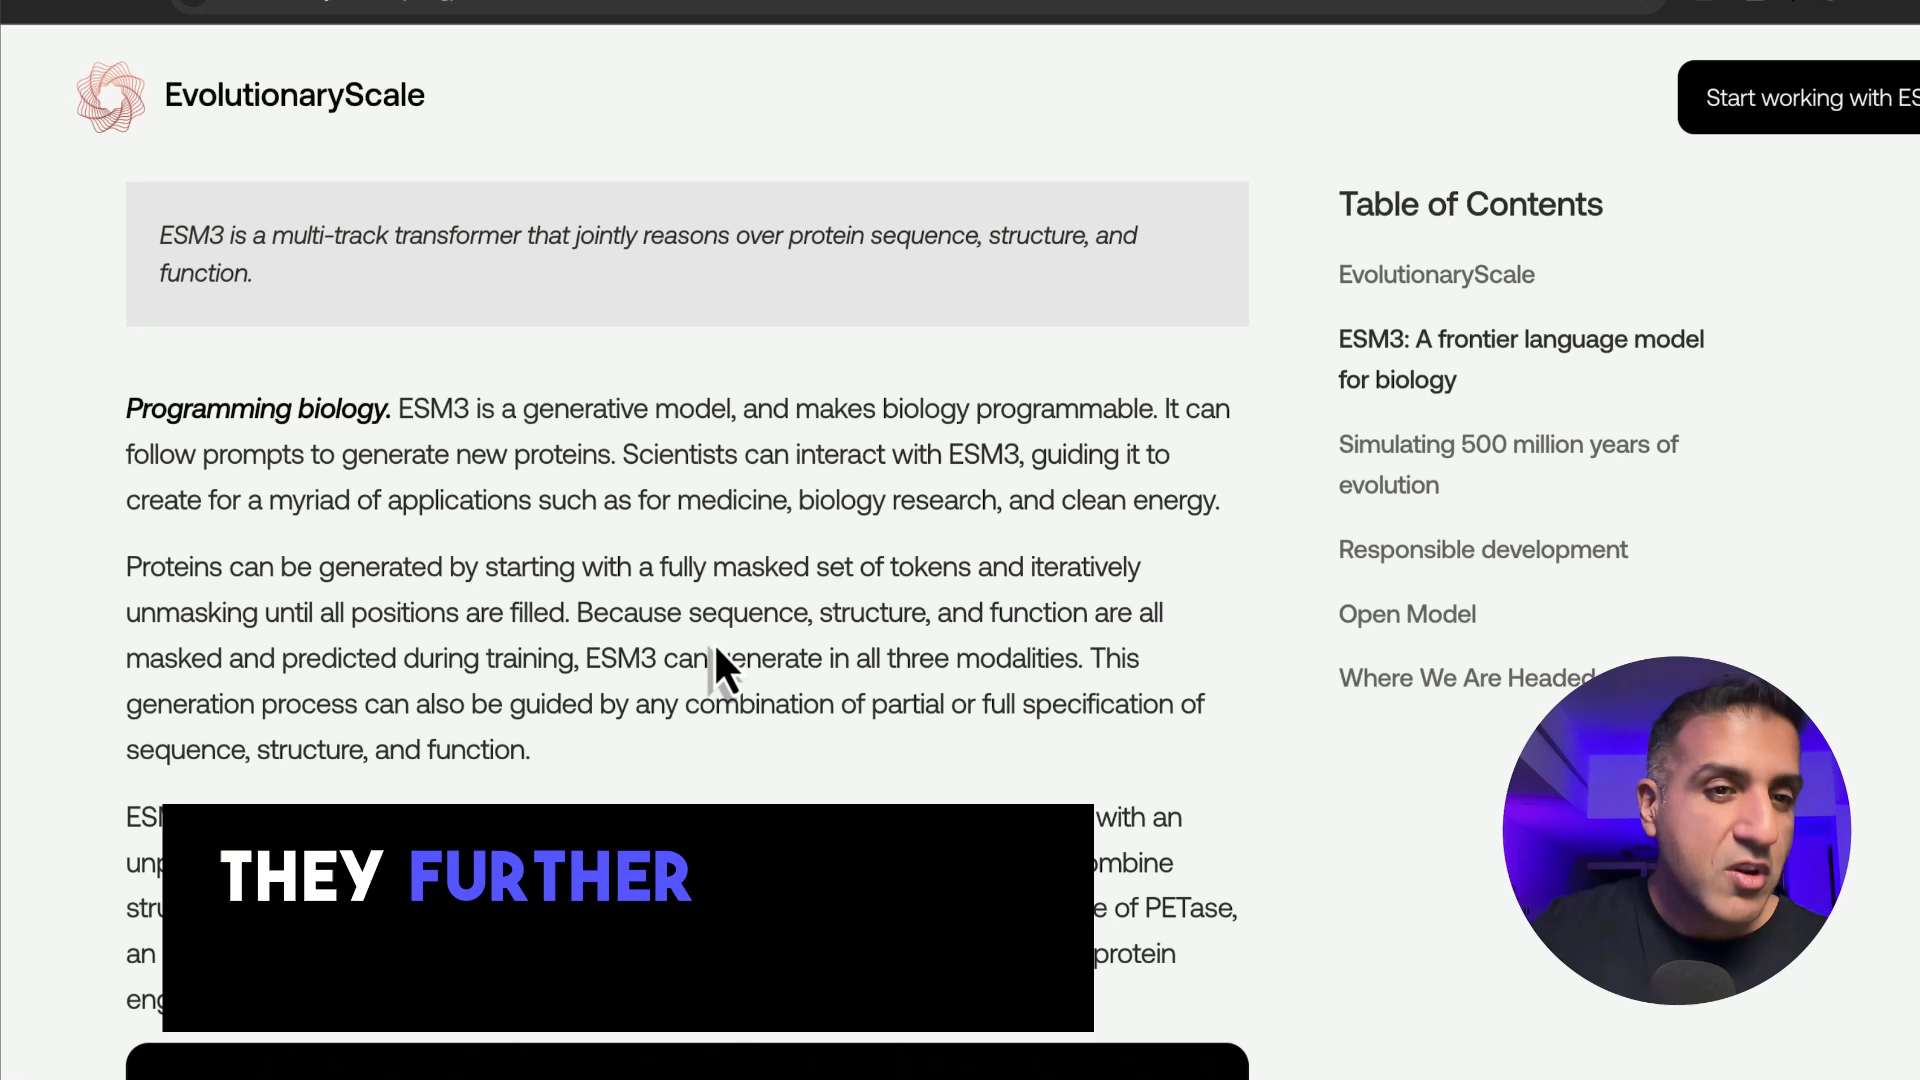 EvolutionaryScale
Start working with
ESM3 is a multi-track transformer that jointly reasons over protein sequence, structure, and
function.
Programming biology. ESM3 is a generative model, and makes biology programmable. It can
follow prompts to generate new proteins. Scientists can interact with ESM3, guiding it to
create for a myriad of applications such as for medicine, biology research, and clean energy.
Proteins can be generated by starting with a fully masked set of tokens and iteratively
unmasking until all positions are filled. Because sequence, structure, and function are all
masked and predicted during training, ESM3 can generate in all three modalities. This
generation process can also be guided by any combination of partial or full specification of
sequence, structure, and function.
with an
of PETase,
an protein
THEY FURTHER
Table of Contents
EvolutionaryScale
ESM3: A frontier language model
for biology
Simulating 500 million years of
evolution
Responsible development
Open Model
Where We Are Headed